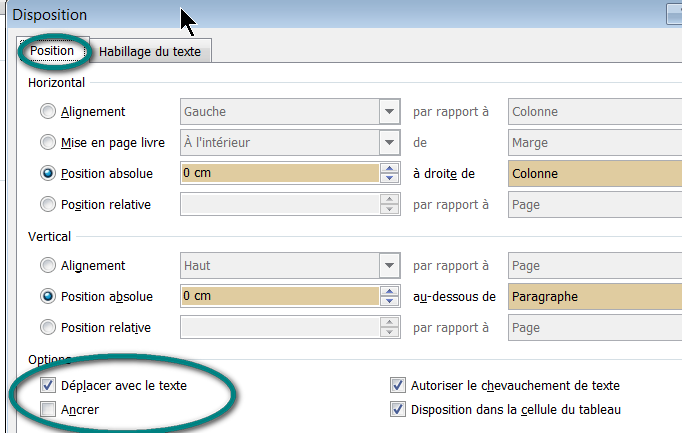 Disposition
Position Habillage du texte
Horizontal
Alignement Gauche par rapport à Colonne
Mise en page livre À l'intérieur de Marge
Position absolue 0 cm à droite de Colonne
Position relative par rapport à Page
Vertical
Alignement Haut par rapport à Page
Position absolue 0 cm au-dessous de Paragraphe
Position relative par rapport à Page
Options
Déplacer avec le texte Autoriser le chevauchement de texte
Ancrer Disposition dans la cellule du tableau